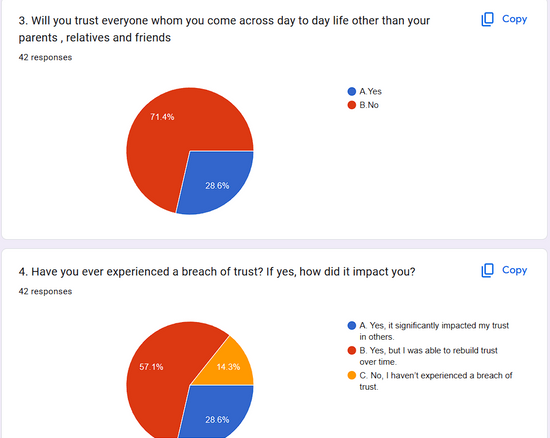 3. Will you trust everyone whom you come across day to day life other than your
parents , relatives and friends
Copy
42 responses
71.4%
28.6%
A.Yes
B.No
4. Have you ever experienced a breach of trust? If yes, how did it impact you?
Copy
42 responses
57.1%
14.3%
28.6%
A. Yes, it significantly impacted my trust
in others.
B. Yes, but I was able to rebuild trust
over time.
C. No, I haven't experienced a breach of
trust.